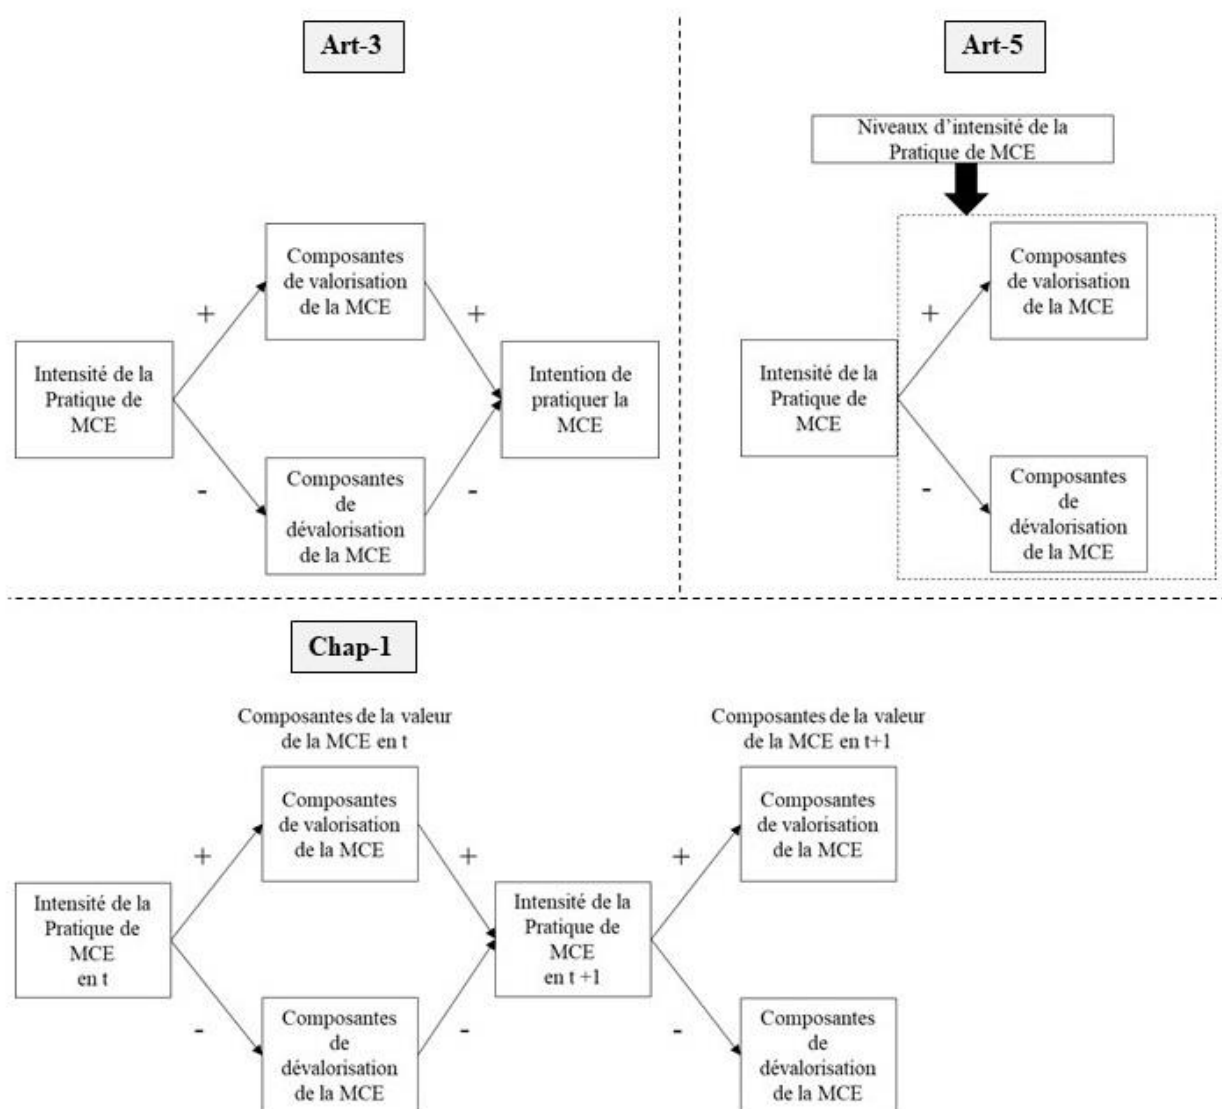 Art-3
Composantes
de valorisation
de la MCE
+
+
Intensité de la
Pratique de
MCE
Intention de
pratiquer la
MCE
-
-
Composantes
de
dévalorisation
de la MCE
Art-5
Niveaux d'intensité de la
Pratique de MCE
Composantes
de valorisation
de la MCE
+
Intensité de la
Pratique de
MCE
-
Composantes
de
dévalorisation
de la MCE
Chap-1
Composantes de la valeur
de la MCE en t
Composantes de la valeur
de la MCE en t+1
Composantes
de valorisation
de la MCE
Composantes
de valorisation
de la MCE
+
+
+
Intensité de la
Pratique de
MCE
en t
Intensité de la
Pratique de
MCE
en t +1
-
-
-
Composantes
de
dévalorisation
de la MCE
Composantes
de
dévalorisation
de la MCE